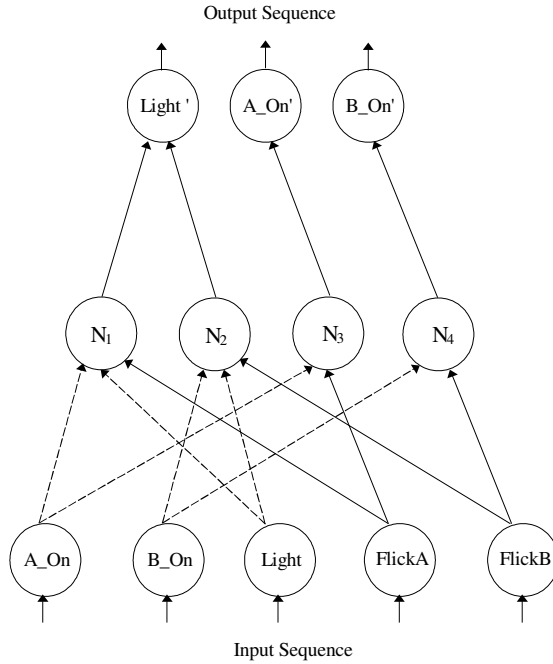 Output Sequence
Light ' A_On' B_On'
N1 N2 N3 N4
A_On B_On Light FlickA FlickB
Input Sequence